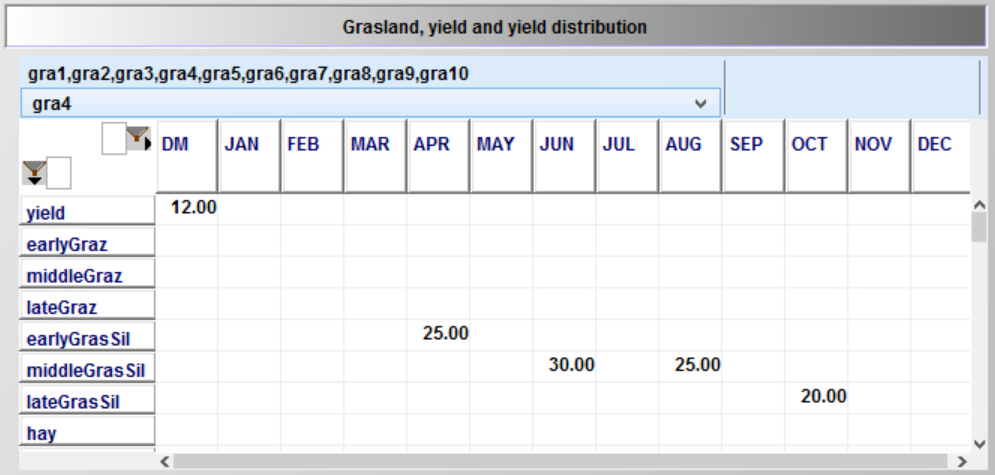 Grasland, yield and yield distribution
gra1,gra2,gra3,gra4,gra5,gra6,gra7,gra8,gra9,gra10
gra4
DM JAN FEB MAR APR MAY JUN JUL AUG SEP OCT NOV DEC
yield 12.00
earlyGraz
middleGraz
lateGraz
earlyGrasSil 25.00
middleGrasSil 30.00 25.00
lateGrasSil 20.00
hay